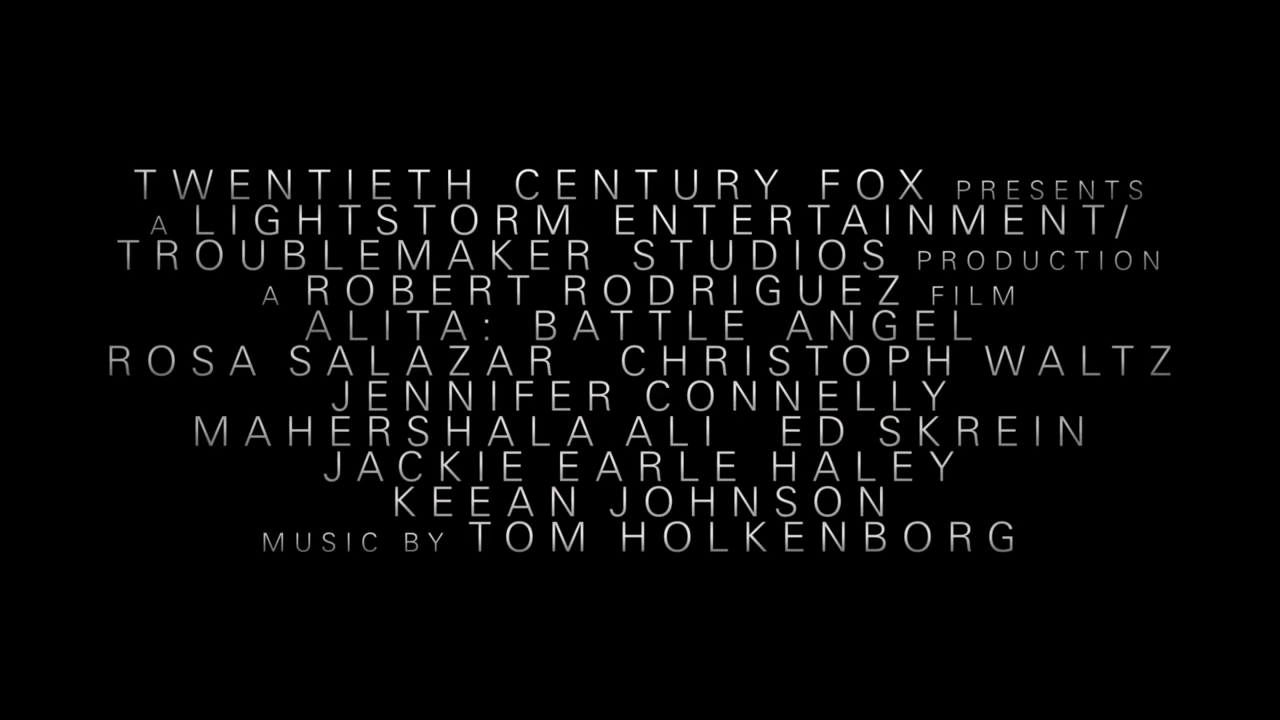 TWENTIETH CENTURY FOX PRESENTS
A LIGHTSTORM ENTERTAINMENT/
TROUBLEMAKER STUDIOS PRODUCTION
A ROBERT RODRIGUEZ FILM
ALITA: BATTLE ANGEL
ROSA SALAZAR CHRISTOPH WALTZ
JENNIFER CONNELLY
MAHERSHALA ALI ED SKREIN
JACKIE EARLE HALEY
KEEAN JOHNSON
MUSIC BY TOM HOLKENBORG